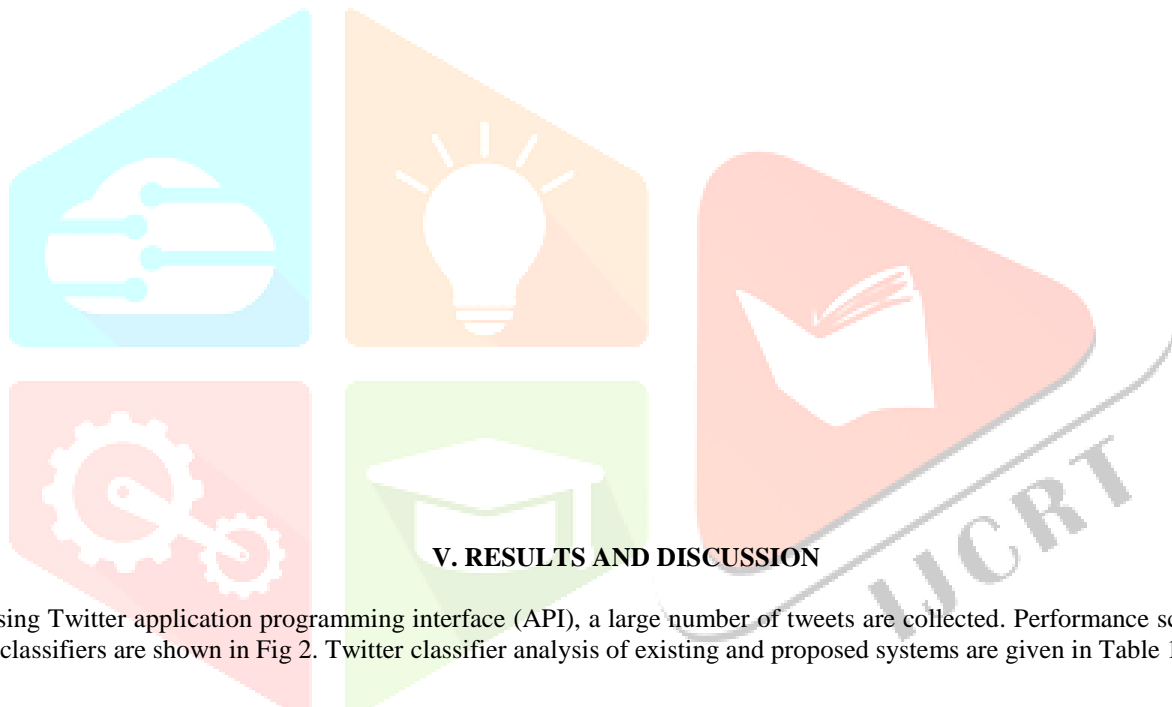 V. RESULTS AND DISCUSSION
sing Twitter application programming interface (API), a large number of tweets are collected. Performance sc
classifiers are shown in Fig 2. Twitter classifier analysis of existing and proposed systems are given in Table 1
IJCRT